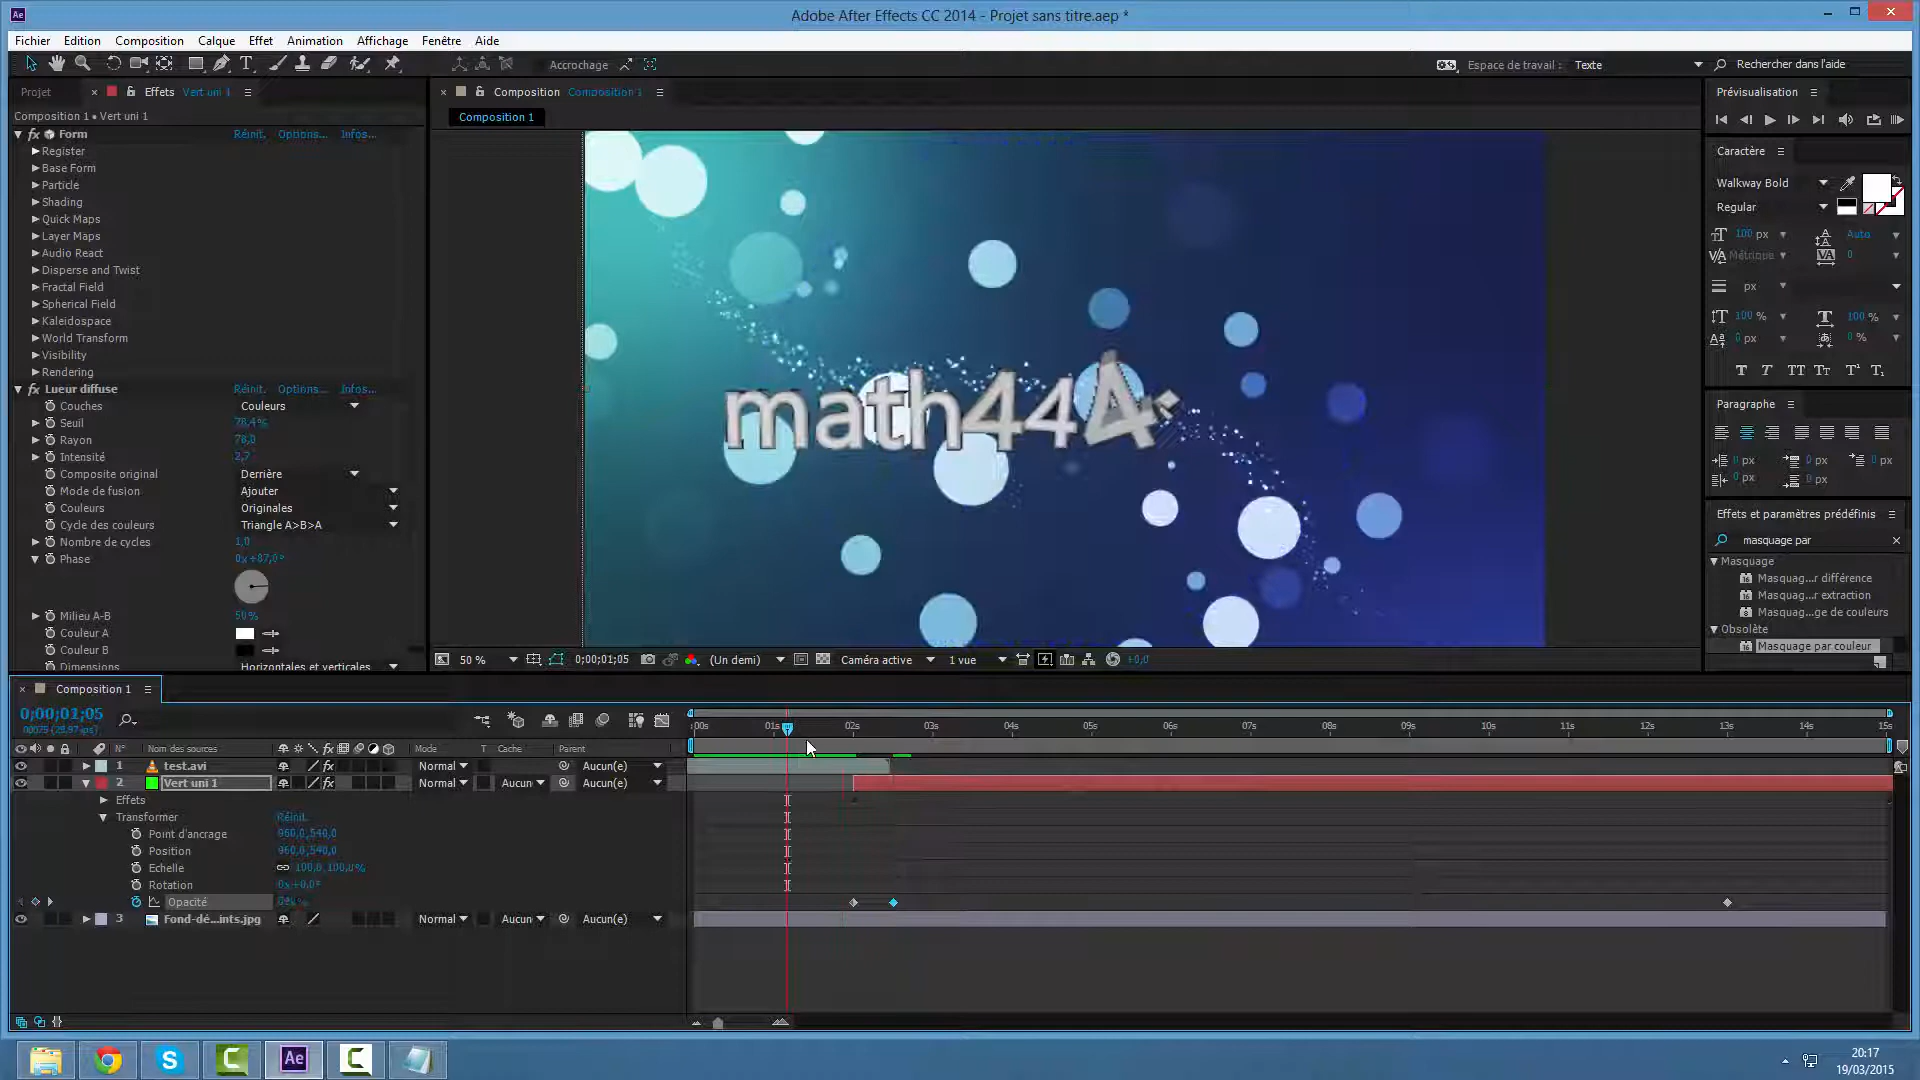 Ae
Adobe After Effects CC 2014 - Projet sans titre.aep *
Fichier Edition Composition Calque Effet Animation Affichage Fenêtre Aide
Accrochage Espace de travail : Texte Rechercher dans l'aide
Projet Effets Vert uni 1 Composition Composition 1 Prévisualisation
Composition 1 • Vert uni 1 Composition 1
fx Form Réinit. Options... Infos...
Register
Base Form
Particle
Shading
Quick Maps
Layer Maps
Audio React
Disperse and Twist
Fractal Field
Spherical Field
Kaleidospace
World Transform
Visibility
Rendering
fx Lueur diffuse Réinit. Options... Infos...
Couches Couleurs
Seuil 78,4%
Rayon 78,0
Intensité 2,7
Composite original Derrière
Mode de fusion Ajouter
Couleurs Originales
Cycle des couleurs Triangle A>B>A
Nombre de cycles 1,0
Phase 0x+87,0°
Milieu A-B 50%
Couleur A
Couleur B
Dimensions Horizontales et verticales
math444
50 % 0;00;01;05 (Un demi) Caméra active 1 vue +0,0
Caractère
Walkway Bold
Regular
100 px Auto
Métrique 0
px
100 % 100 %
0 px 0 %
Paragraphe
0 px 0 px 0 px
0 px 0 px
Effets et paramètres prédéfinis
masquage par
Masquage
Masquag...r différence
Masquag...r extraction
Masquag...ge de couleurs
Obsolète
Masquage par couleur
Composition 1
0;00;01;05
00075 (29,97 i/s)
:00s 01s 02s 03s 04s 05s 06s 07s 08s 09s 10s 11s 12s 13s 14s 15s
N° Nom des sources fx Mode T Cache Parent
1 test.avi fx Normal Aucun(e)
2 Vert uni 1 fx Normal Aucun Aucun(e)
Effets
Transformer Réinit.
Point d'ancrage 960,0,540,0
Position 960,0,540,0
Echelle 100,0,100,0%
Rotation 0x+0,0°
Opacité
3 Fond-dé...ints.jpg Normal Aucun Aucun(e)
Ae
20:17
19/03/2015